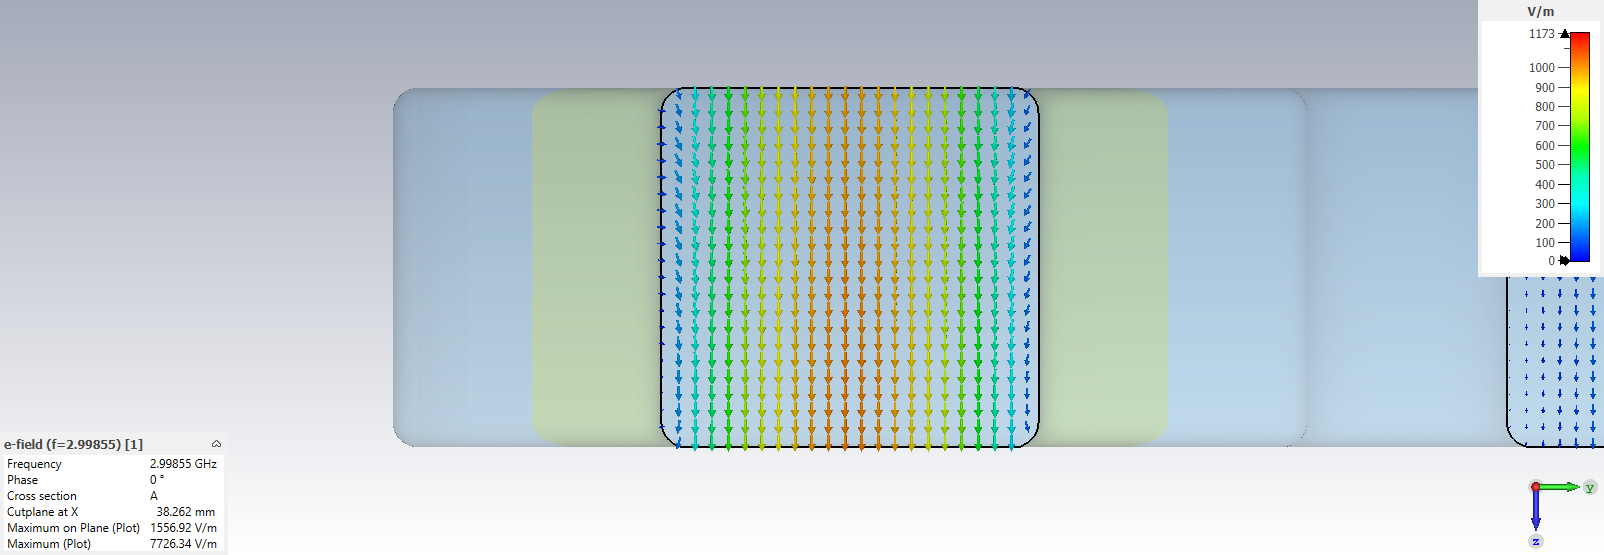 V/m
1173
1000
900
800
700
600
500
400
300
200
100
0
e-field (f=2.99855) [1]
Frequency 2.99855 GHz
Phase 0 °
Cross section A
Cutplane at X 38.262 mm
Maximum on Plane (Plot) 1556.92 V/m
Maximum (Plot) 7726.34 V/m
y
z